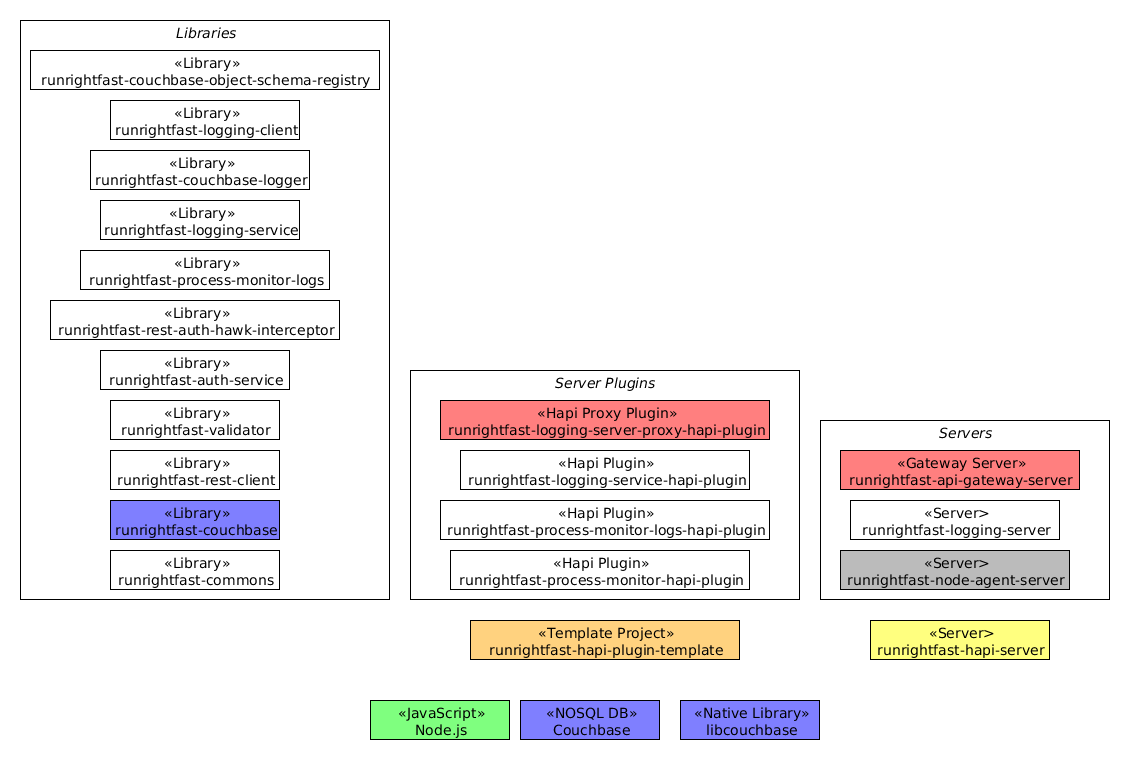 Libraries
«Library»
runrightfast-couchbase-object-schema-registry
«Library»
runrightfast-logging-client
«Library»
runrightfast-couchbase-logger
«Library»
runrightfast-logging-service
«Library»
runrightfast-process-monitor-logs
«Library»
runrightfast-rest-auth-hawk-interceptor
«Library»
runrightfast-auth-service
«Library»
runrightfast-validator
«Library»
runrightfast-rest-client
«Library»
runrightfast-couchbase
«Library»
runrightfast-commons
Server Plugins
«Hapi Proxy Plugin»
runrightfast-logging-server-proxy-hapi-plugin
«Hapi Plugin»
runrightfast-logging-service-hapi-plugin
«Hapi Plugin»
runrightfast-process-monitor-logs-hapi-plugin
«Hapi Plugin»
runrightfast-process-monitor-hapi-plugin
Servers
«Gateway Server»
runrightfast-api-gateway-server
«Server>
runrightfast-logging-server
«Server>
runrightfast-node-agent-server
«Template Project»
runrightfast-hapi-plugin-template
«Server>
runrightfast-hapi-server
«JavaScript»
Node.js
«NOSQL DB»
Couchbase
«Native Library»
libcouchbase